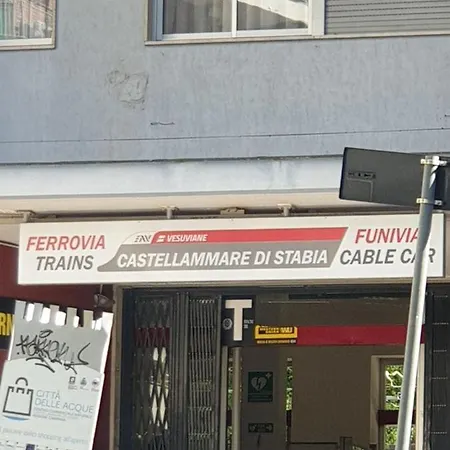 FERROVIA
TRAINS
EAV VESUVIANE
CASTELLAMMARE DI STABIA
FUNIVIA
CABLE CAR
T
CITTÀ
DELLE ACQUE